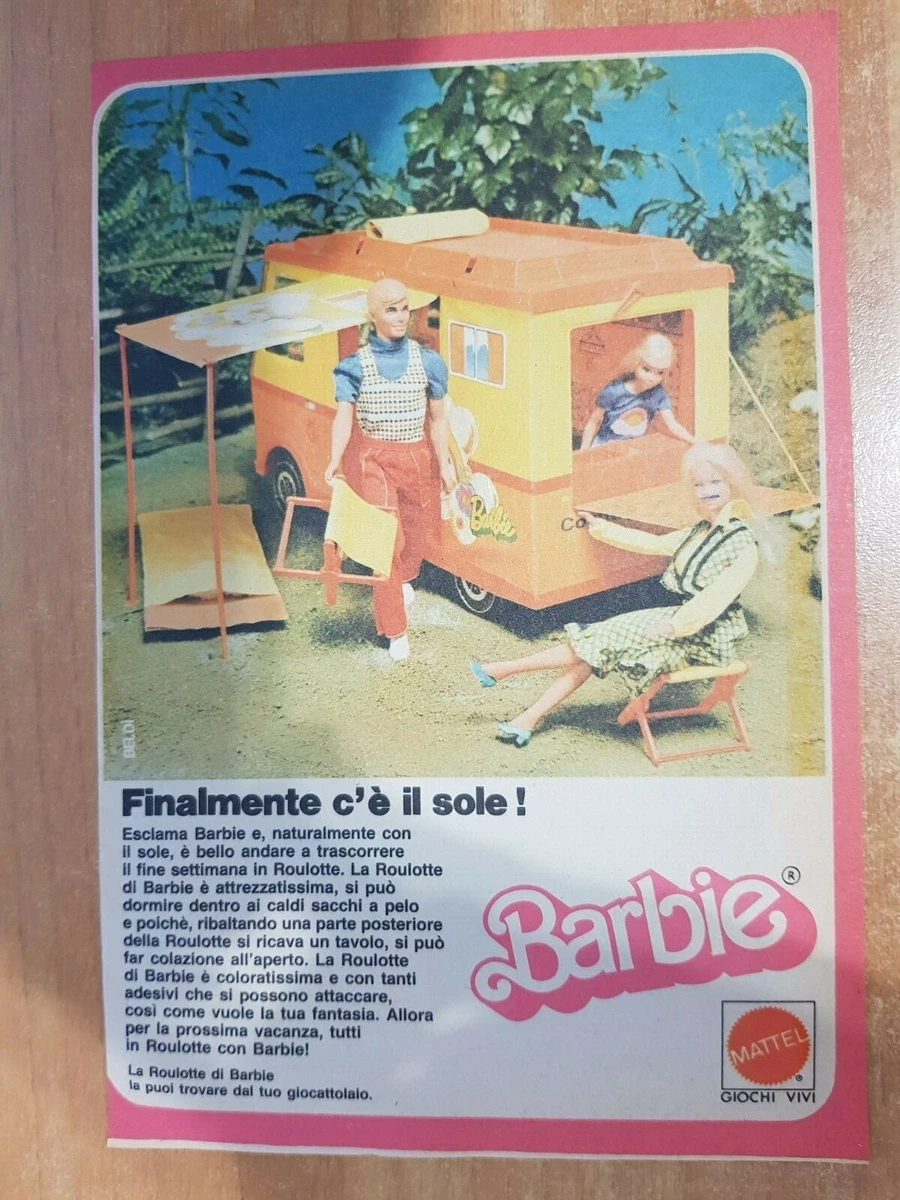 Barbie
Co
BELDI
Finalmente c'è il sole!
Esclama Barbie e, naturalmente con
il sole, è bello andare a trascorrere
il fine settimana in Roulotte. La Roulotte
di Barbie è attrezzatissima, si può
dormire dentro ai caldi sacchi a pelo
e poichè, ribaltando una parte posteriore
della Roulotte si ricava un tavolo, si può
far colazione all'aperto. La Roulotte
di Barbie è coloratissima e con tanti
adesivi che si possono attaccare,
così come vuole la tua fantasia. Allora
per la prossima vacanza, tutti
in Roulotte con Barbie!
La Roulotte di Barbie
la puoi trovare dal tuo giocattolaio.
Barbie®
MATTEL®
GIOCHI VIVI